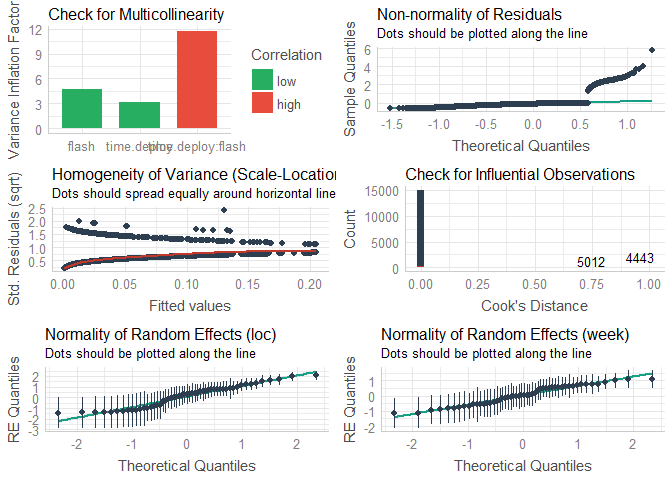 Check for Multicollinearity
Variance Inflation Factor
12
9
6
3
0
flash
Correlation
low
high
Non-normality of Residuals
Dots should be plotted along the line
Sample Quantiles
6
4
2
0
-1.5
-1.0
-0.5
0.0
0.5
1.0
Theoretical Quantiles
Homogeneity of Variance (Scale-Location
Dots should spread equally around horizontal line
Std. Residuals (sqrt)
2.5
2.0
1.5
1.0
0.5
0.00
0.05
0.10
0.15
0.20
Fitted values
Check for Influential Observations
Count
15000
10000
5000
0
5012
4443
0.00
0.25
0.50
0.75
1.00
Cook's Distance
Normality of Random Effects (loc)
Dots should be plotted along the line
RE Quantiles
2
1
0
-1
-2
-3
-2
-1
0
1
2
Theoretical Quantiles
Normality of Random Effects (week)
Dots should be plotted along the line
RE Quantiles
1
0
-1
-2
-2
-1
0
1
2
Theoretical Quantiles